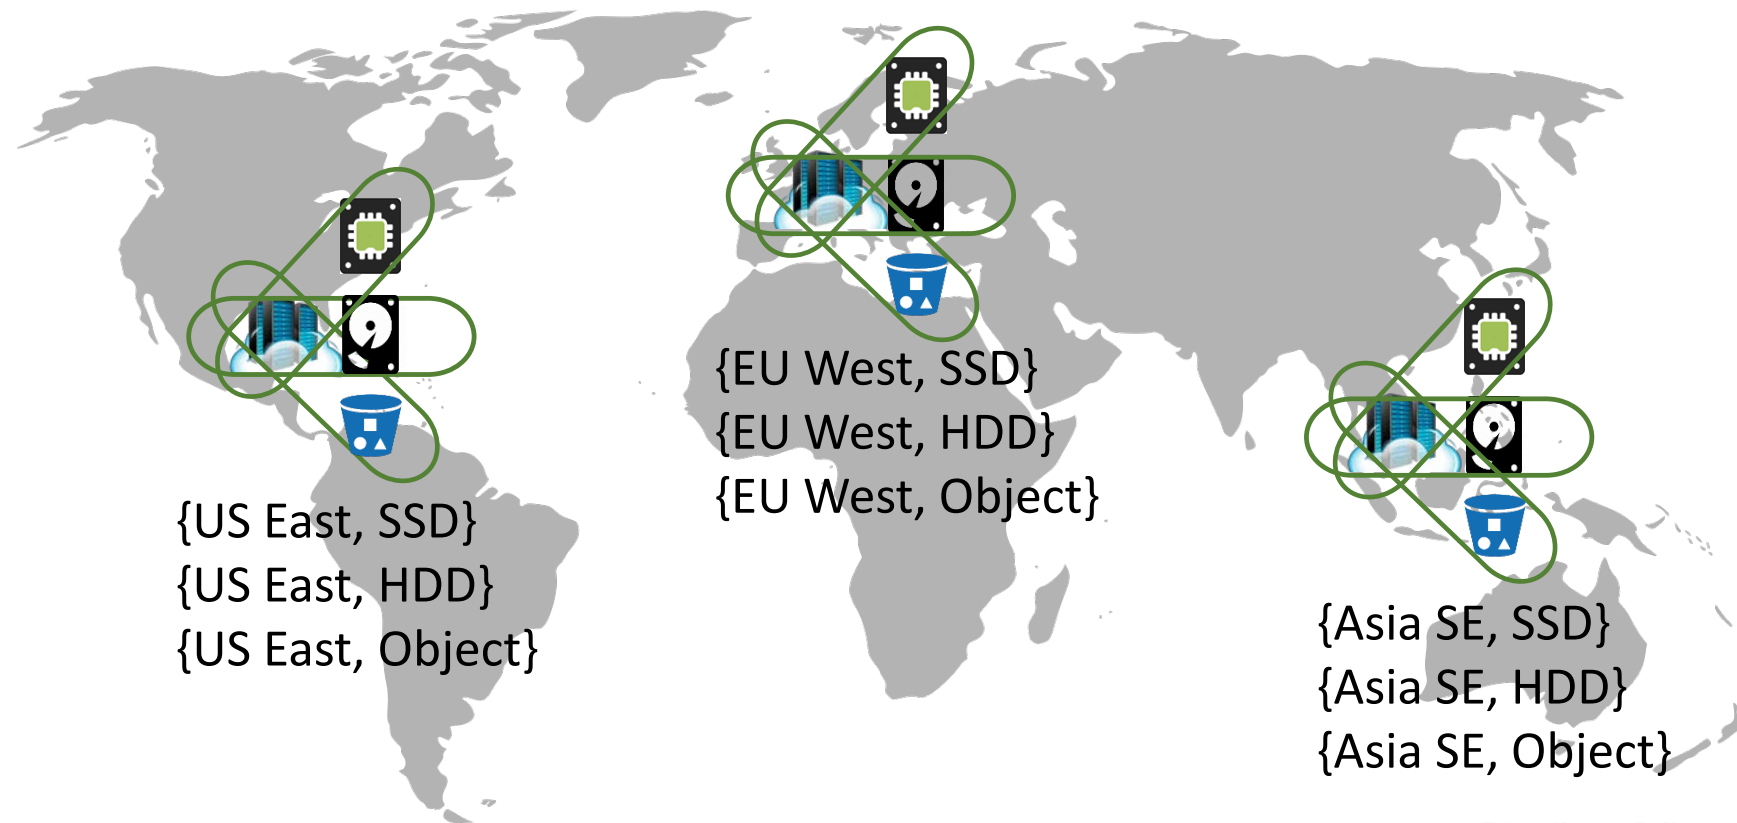 {US East, SSD}
{US East, HDD}
{US East, Object}
{EU West, SSD}
{EU West, HDD}
{EU West, Object}
{Asia SE, SSD}
{Asia SE, HDD}
{Asia SE, Object}